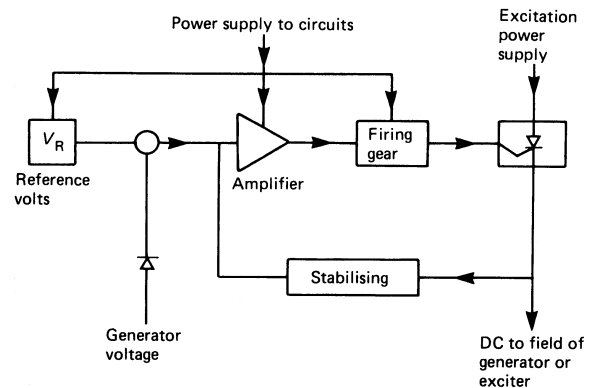 Power supply to circuits
Excitation
power
supply
VR
Reference
volts
Amplifier
Firing
gear
Stabilising
Generator
voltage
DC to field of
generator or
exciter